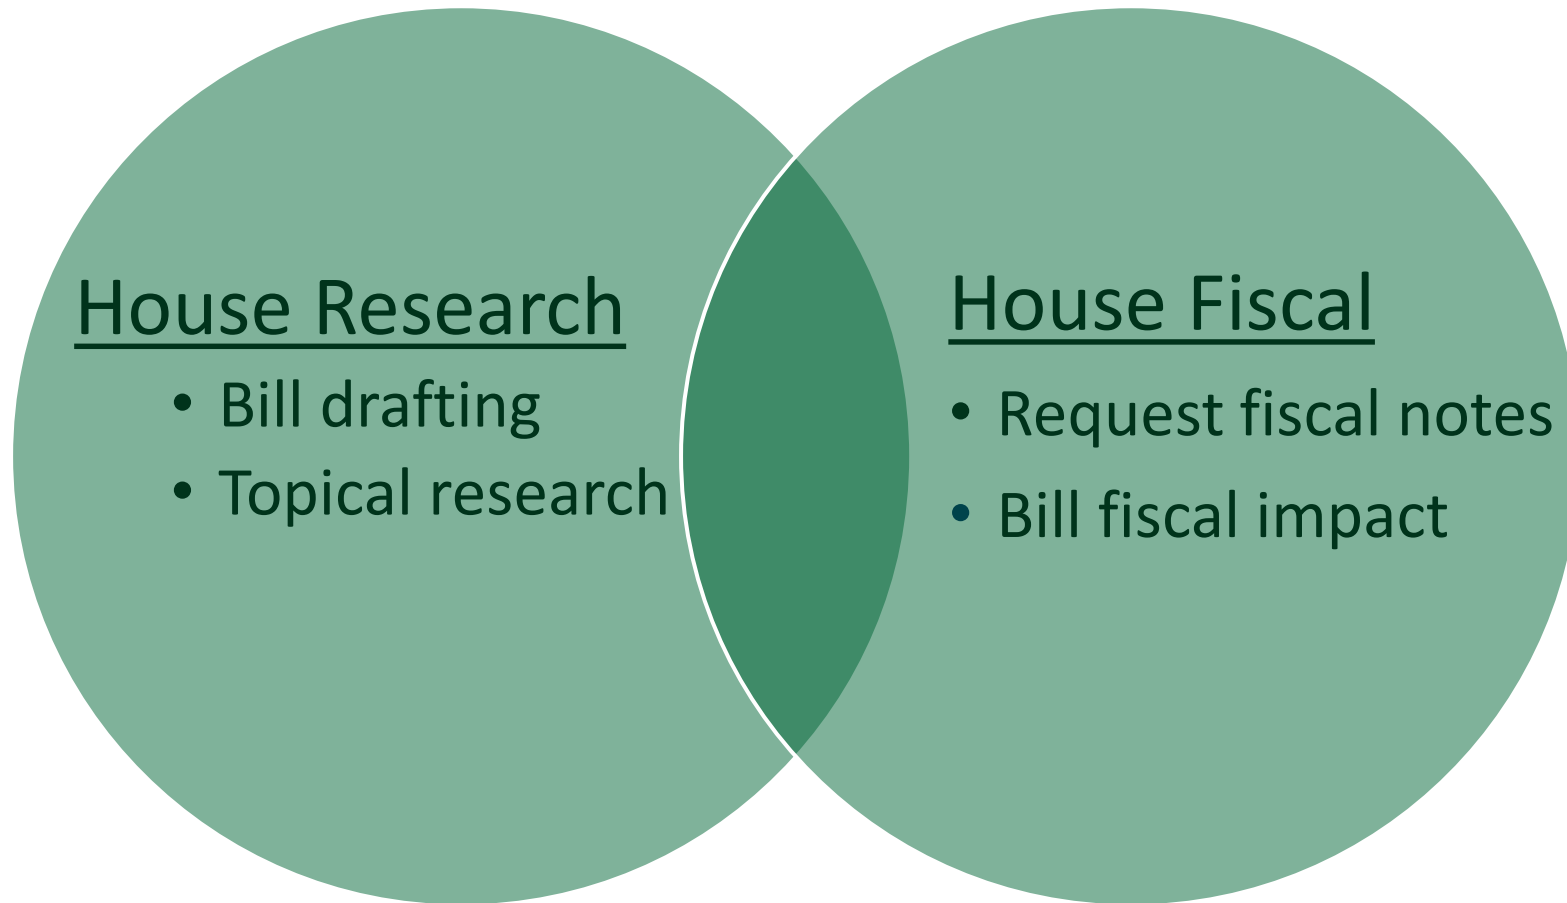 House Research
• Bill drafting
• Topical research
House Fiscal
• Request fiscal notes
• Bill fiscal impact